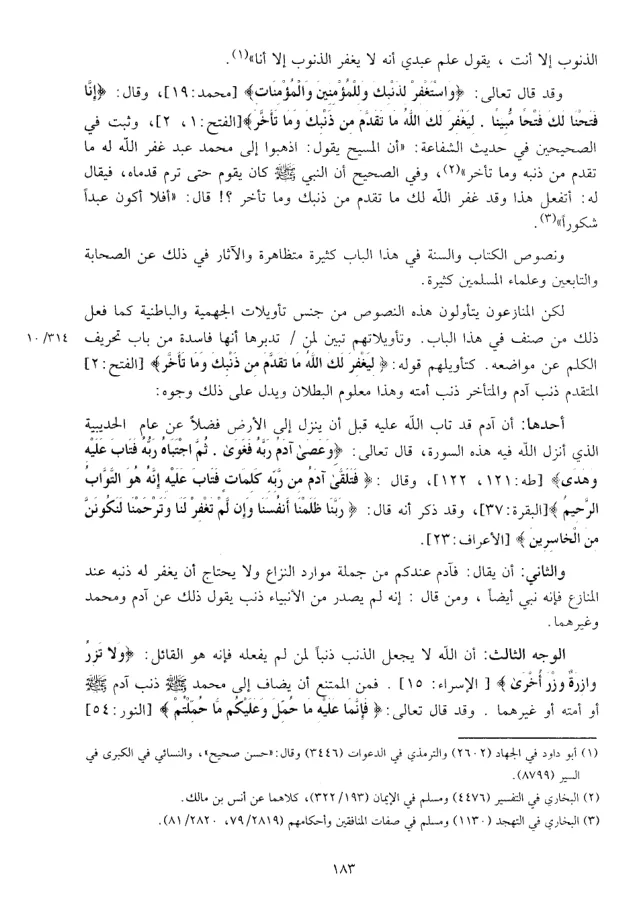 الذنوب إلا أنت ، يقول علم عبدي أنه لا يغفر الذنوب إلا أنا»(١).
وقد قال تعالى: ﴿وَاسْتَغْفِرْ لِذَنْبِكَ وَلِلْمُؤْمِنِينَ وَالْمُؤْمِنَاتِ﴾ [محمد:١٩]، وقال: ﴿إِنَّا
فَتَحْنَا لَكَ فَتْحًا مُّبِينًا . لِيَغْفِرَ لَكَ اللَّهُ مَا تَقَدَّمَ مِن ذَنْبِكَ وَمَا تَأَخَّرَ﴾[الفتح:١، ٢]، وثبت في
الصحيحين في حديث الشفاعة: «أن المسيح يقول: اذهبوا إلى محمد عبد غفر الله له ما
تقدم من ذنبه وما تأخر»(٢)، وفي الصحيح أن النبي ﷺ كان يقوم حتى ترم قدماه، فيقال
له: أتفعل هذا وقد غفر الله لك ما تقدم من ذنبك وما تأخر ؟! قال: «أفلا أكون عبداً
شكوراً»(٣).
ونصوص الكتاب والسنة في هذا الباب كثيرة متظاهرة والآثار في ذلك عن الصحابة
والتابعين وعلماء المسلمين كثيرة.
لكن المنازعون يتأولون هذه النصوص من جنس تأويلات الجهمية والباطنية كما فعل
ذلك من صنف في هذا الباب. وتأويلاتهم تبين لمن / تدبرها أنها فاسدة من باب تحريف ١٠/٣١٤
الكلم عن مواضعه. كتأويلهم قوله: ﴿ لِيَغْفِرَ لَكَ اللَّهُ مَا تَقَدَّمَ مِن ذَنْبِكَ وَمَا تَأَخَّرَ﴾ [الفتح:٢]
المتقدم ذنب آدم والمتأخر ذنب أمته وهذا معلوم البطلان ويدل على ذلك وجوه:
أحدها: أن آدم قد تاب الله عليه قبل أن ينزل إلى الأرض فضلاً عن عام الحديبية
الذي أنزل الله فيه هذه السورة، قال تعالى: ﴿وَعَصَىٰ آدَمُ رَبَّهُ فَغَوَىٰ . ثُمَّ اجْتَبَاهُ رَبُّهُ فَتَابَ عَلَيْهِ
وَهَدَىٰ﴾ [طه:١٢١، ١٢٢]، وقال :﴿ فَتَلَقَّىٰ آدَمُ مِن رَّبِّهِ كَلِمَاتٍ فَتَابَ عَلَيْهِ إِنَّهُ هُوَ التَّوَّابُ
الرَّحِيمُ ﴾[البقرة:٣٧]، وقد ذكر أنه قال: ﴿ رَبَّنَا ظَلَمْنَا أَنفُسَنَا وَإِن لَّمْ تَغْفِرْ لَنَا وَتَرْحَمْنَا لَنَكُونَنَّ
مِنَ الْخَاسِرِينَ ﴾ [الأعراف:٢٣].
والثاني: أن يقال: فآدم عندكم من جملة موارد النزاع ولا يحتاج أن يغفر له ذنبه عند
المنازع فإنه نبي أيضاً ، ومن قال : إنه لم يصدر من الأنبياء ذنب يقول ذلك عن آدم ومحمد
وغيرهما.
الوجه الثالث: أن الله لا يجعل الذنب ذنباً لمن لم يفعله فإنه هو القائل: ﴿وَلَا تَزِرُ
وَازِرَةٌ وِزْرَ أُخْرَىٰ ﴾ [ الإسراء: ١٥] . فمن الممتنع أن يضاف إلى محمد ﷺ ذنب آدم ﷺ
أو أمته أو غيرهما . وقد قال تعالى:﴿ فَإِنَّمَا عَلَيْهِ مَا حُمِّلَ وَعَلَيْكُم مَّا حُمِّلْتُمْ ﴾ [النور:٥٤]
(١) أبو داود في الجهاد (٢٦٠٢) والترمذي في الدعوات (٣٤٤٦) وقال:«حسن صحيح»، والنسائي في الكبرى في
السير (٨٧٩٩).
(٢) البخاري في التفسير (٤٤٧٦) ومسلم في الإيمان (٣٢٢/١٩٣)، كلاهما عن أنس بن مالك.
(٣) البخاري في التهجد (١١٣٠) ومسلم في صفات المنافقين وأحكامهم (٧٩/٢٨١٩، ٨١/٢٨٢٠).
١٨٣